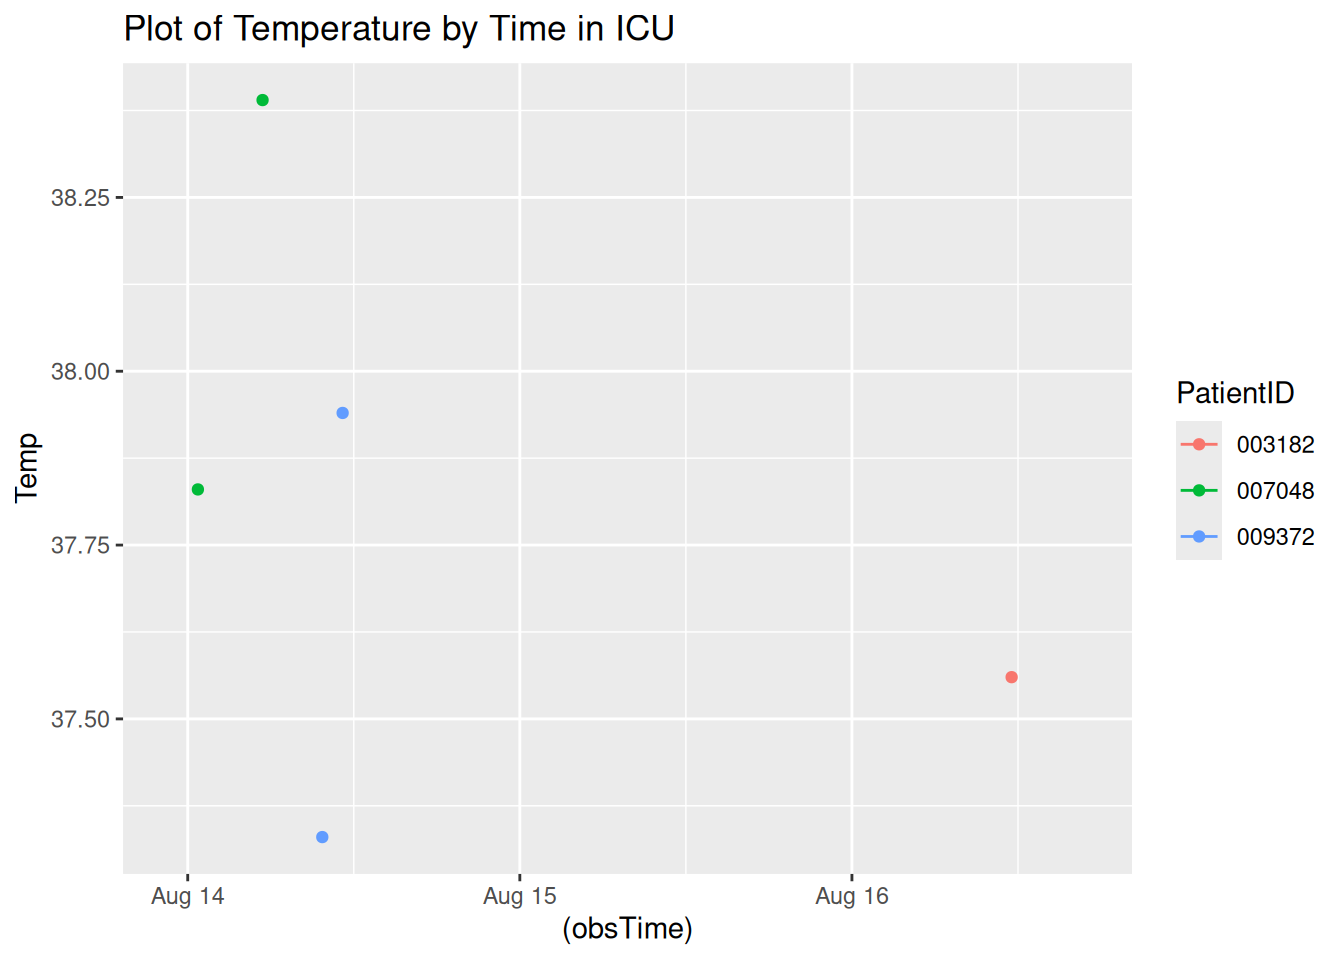 Plot of Temperature by Time in ICU
38.25
38.00
37.75
37.50
Temp
Aug 14
Aug 15
Aug 16
(obsTime)
PatientID
003182
007048
009372